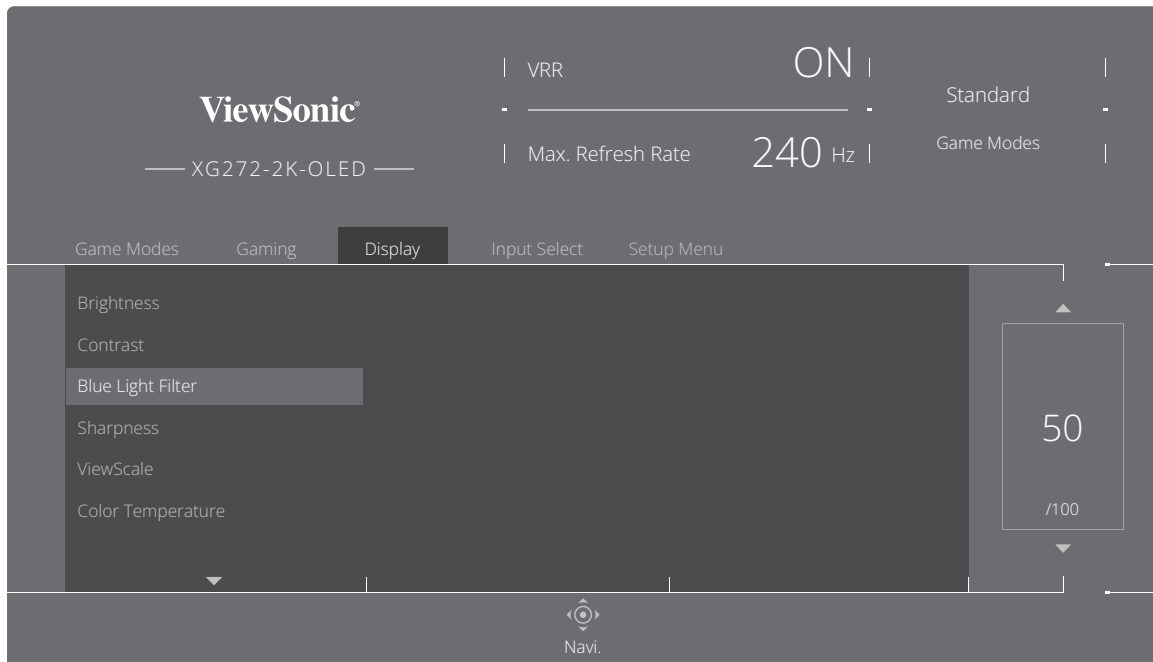 ViewSonic®
XG272-2K-OLED
VRR ON
Max. Refresh Rate 240 Hz
Standard
Game Modes
Game Modes Gaming Display Input Select Setup Menu
Brightness
Contrast
Blue Light Filter
Sharpness
ViewScale
Color Temperature
50
/100
Navi.